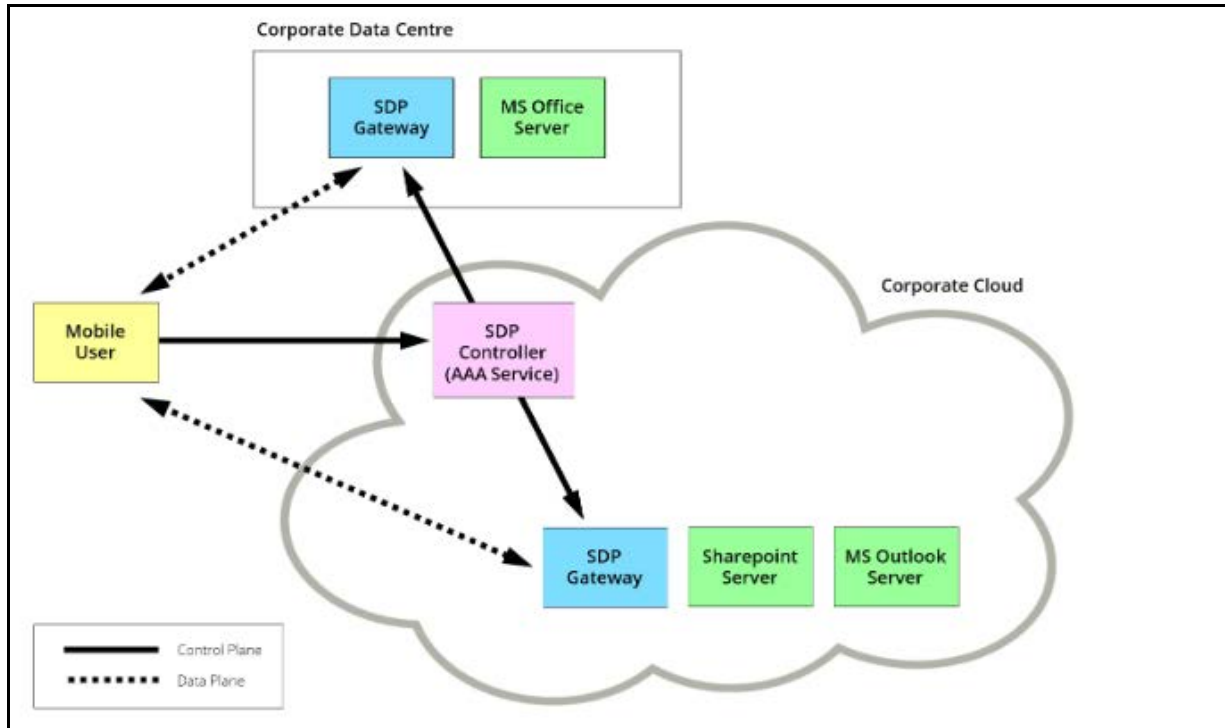 Corporate Data Centre
SDP
Gateway
MS Office
Server
Corporate Cloud
Mobile
User
SDP
Controller
(AAA Service)
SDP
Gateway
Sharepoint
Server
MS Outlook
Server
Control Plane
Data Plane